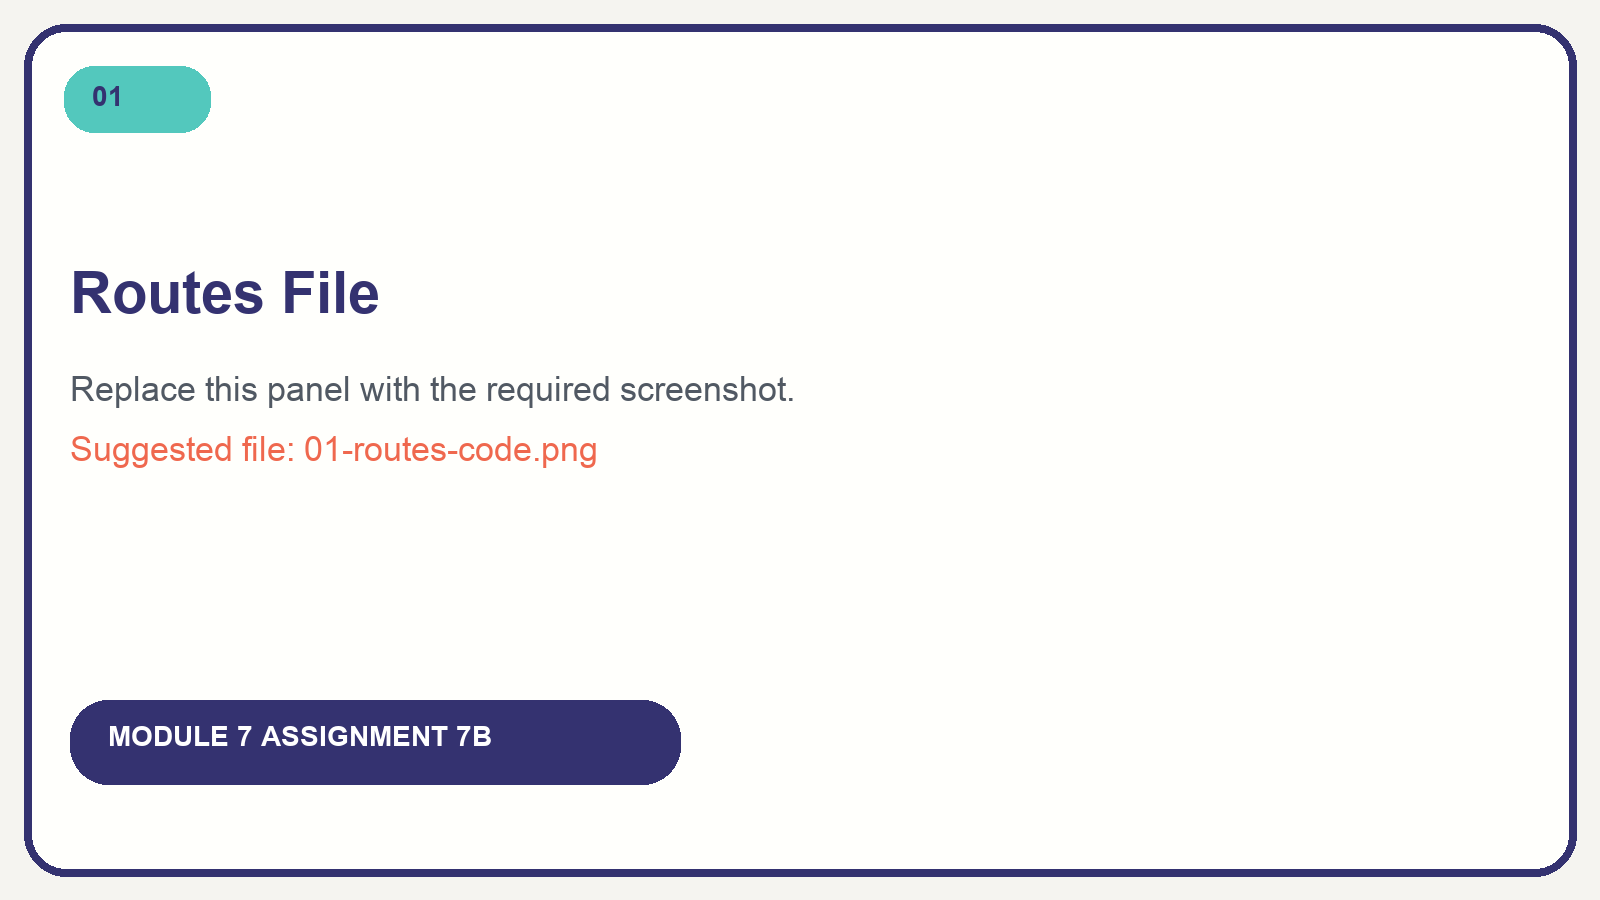 01
Routes File
Replace this panel with the required screenshot.
Suggested file: 01-routes-code.png
MODULE 7 ASSIGNMENT 7B